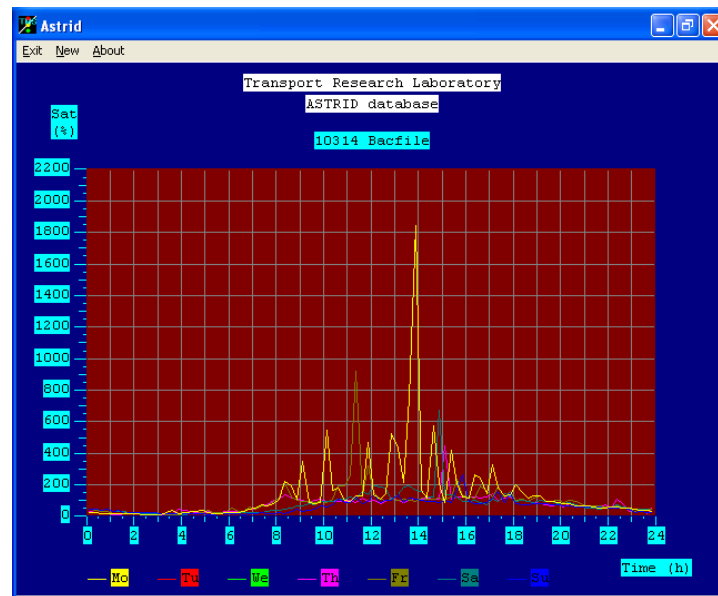 Astrid
Exit New About
Transport Research Laboratory
ASTRID database
Sat
(%)
10314 Bacfile
2200
2000
1800
1600
1400
1200
1000
800
600
400
200
0
0 2 4 6 8 10 12 14 16 18 20 22 24
Time (h)
Mo Tu We Th Fr Sa Su